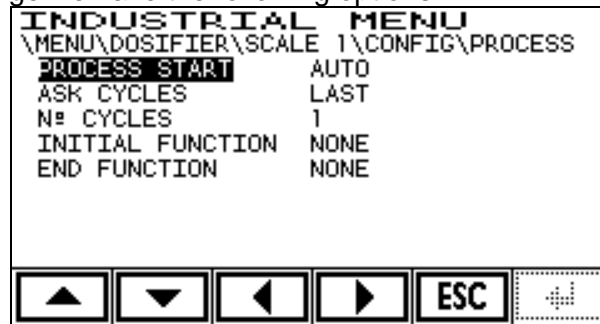 INDUSTRIAL MENU
\MENU\DOSIFIER\SCALE 1\CONFIG\PROCESS
PROCESS START AUTO
ASK CYCLES LAST
Nº CYCLES 1
INITIAL FUNCTION NONE
END FUNCTION NONE
ESC